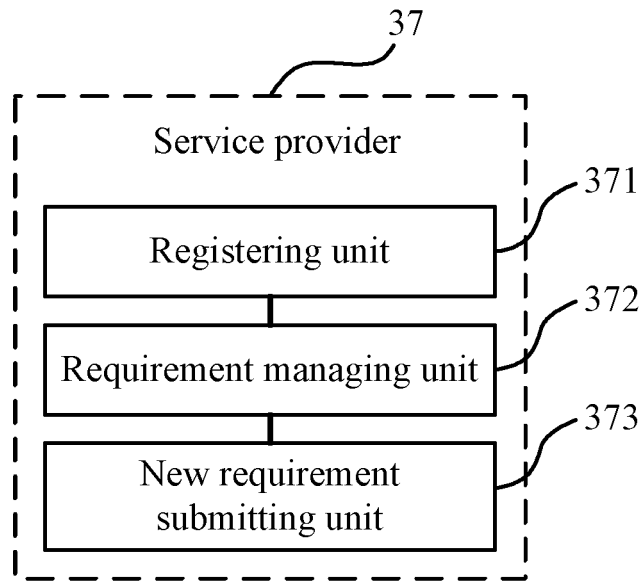 37
Service provider
371
Registering unit
372
Requirement managing unit
373
New requirement
submitting unit